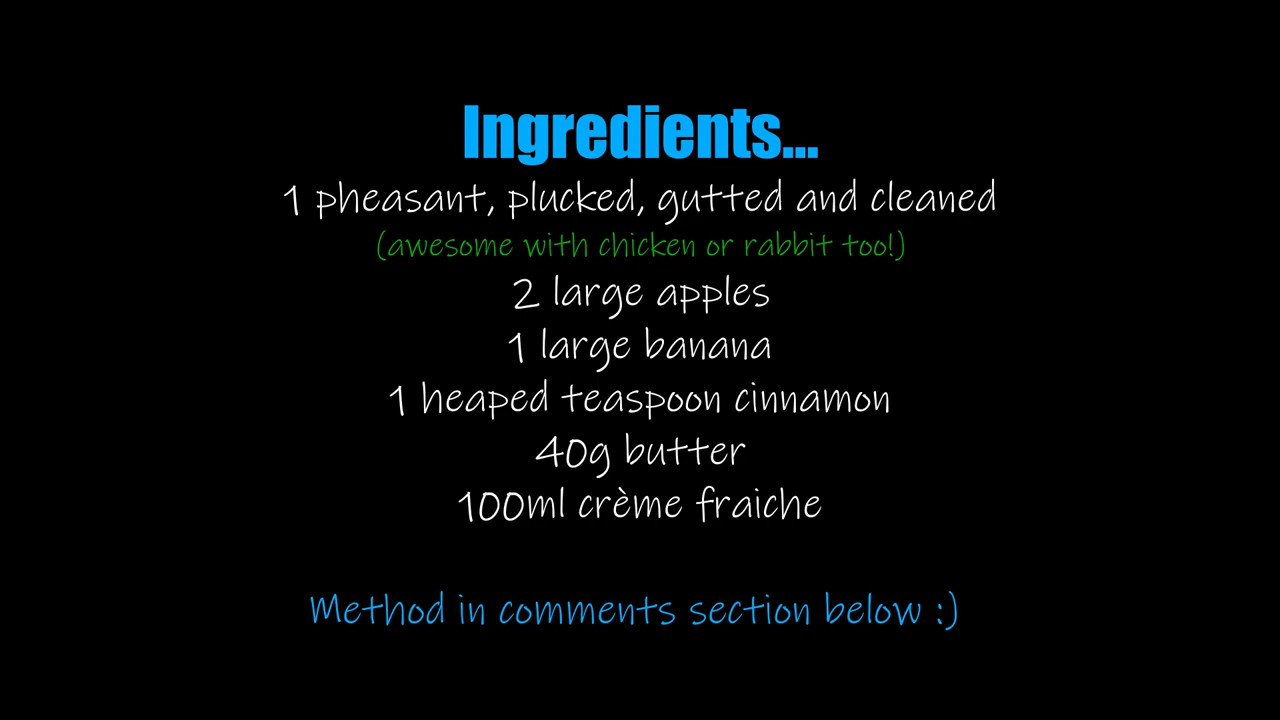 Ingredients...
1 pheasant, plucked, gutted and cleaned
(awesome with chicken or rabbit too!)
2 large apples
1 large banana
1 heaped teaspoon cinnamon
40g butter
100ml crème fraiche
Method in comments section below :)